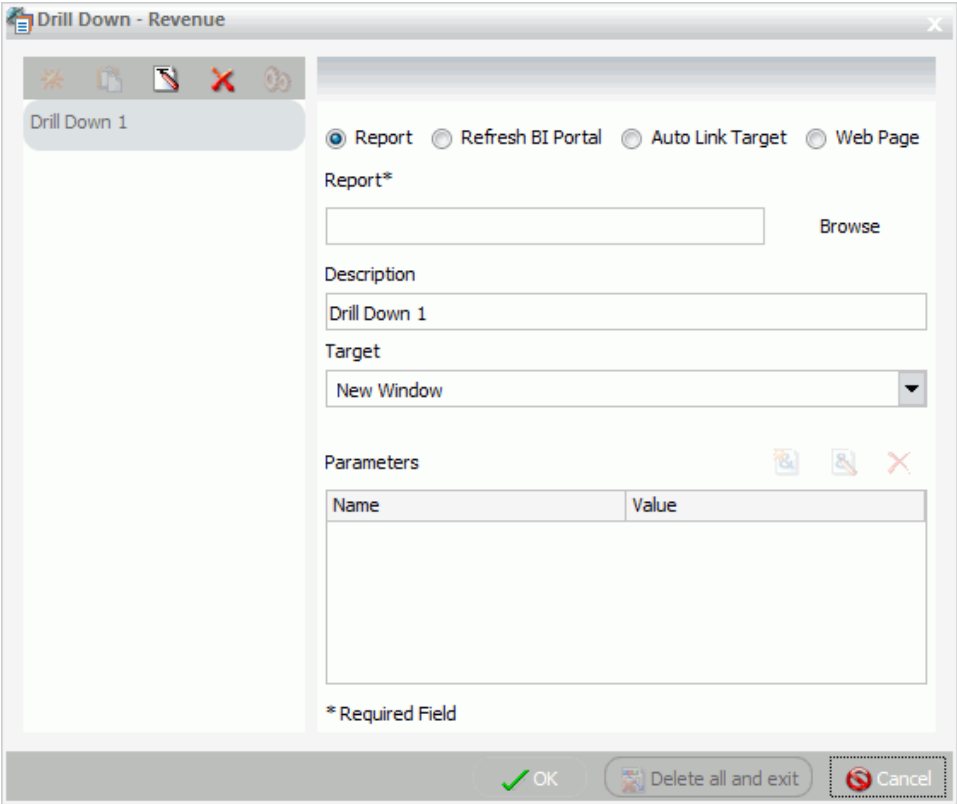 Drill Down - Revenue
Drill Down 1
Report Refresh BI Portal Auto Link Target Web Page
Report*
Browse
Description
Drill Down 1
Target
New Window
Parameters
Name Value
* Required Field
OK Delete all and exit Cancel